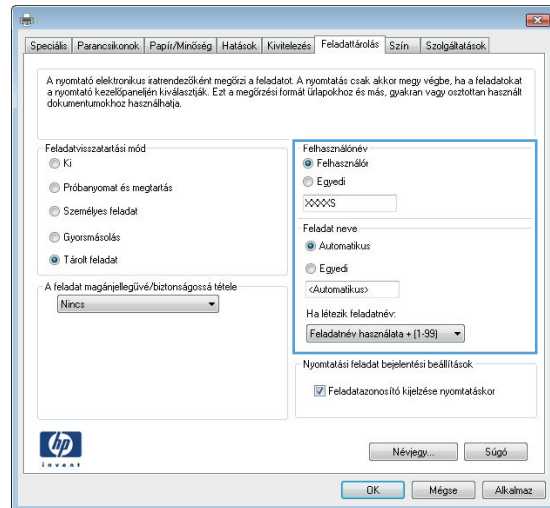 Speciális
Parancsikonok
Papír/Minőség
Hatások
Kivitelezés
Feladattárolás
Szín
Szolgáltatások
A nyomtató elektronikus iratrendezőként megőrzi a feladatot. A nyomtatás csak akkor megy végbe, ha a feladatokat
a nyomtató kezelőpaneljén kiválasztják. Ezt a megőrzési formát űrlapokhoz és más, gyakran vagy osztottan használt
dokumentumokhoz használhatja.
Feladatvisszatartási mód
Ki
Próbanyomat és megtartás
Személyes feladat
Gyorsmásolás
Tárolt feladat
A feladat magánjellegűvé/biztonságossá tétele
Nincs
Felhasználónév
Felhasználór
Egyedi
XXXXS
Feladat neve
Automatikus
Egyedi
<Automatikus>
Ha létezik feladatnév:
Feladatnév használata + (1-99)
Nyomtatási feladat bejelentési beállítások
Feladatazonosító kijelzése nyomtatáskor
hp
invent
Névjegy...
Súgó
OK
Mégse
Alkalmaz